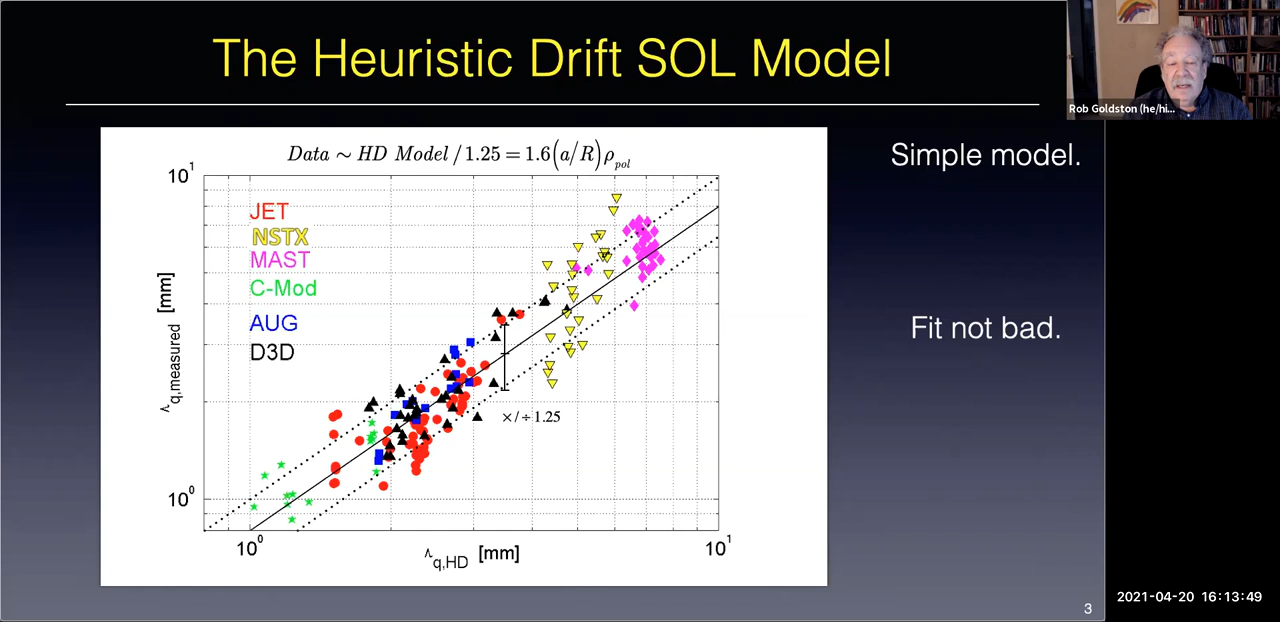 The Heuristic Drift SOL Model
Rob Goldston (he/hi...
Data ~ HD Model / 1.25 = 1.6(a/R)ρpol
Simple model.
10¹
JET
NSTX
MAST
C-Mod
AUG
D3D
λq,measured [mm]
Fit not bad.
×/÷ 1.25
10⁰
10⁰
10¹
λq,HD [mm]
2021-04-20 16:13:49
3